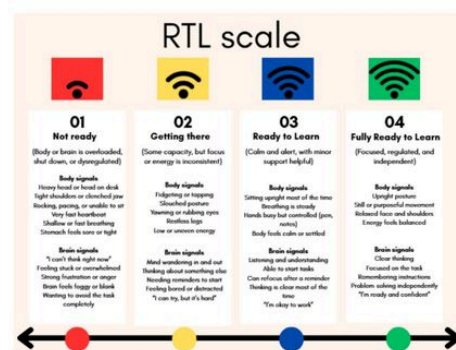 RTL scale
01
Not ready
(Body or brain is overloaded,
shut down, or dysregulated)
Body signals
Heavy head or head on desk
Tight shoulders or clenched jaw
Rocking, pacing, or unable to sit
Very fast heartbeat
Shallow or fast breathing
Stomach feels sore or tight
Brain signals
"I can't think right now"
Feeling stuck or overwhelmed
Strong frustration or anger
Brain feels foggy or blank
Wanting to avoid the task
completely
02
Getting there
(Some capacity, but focus
or energy is inconsistent)
Body signals
Fidgeting or tapping
Slouched posture
Yawning or rubbing eyes
Restless legs
Low or uneven energy
Brain signals
Mind wandering in and out
Thinking about something else
Needing reminders to start
Feeling bored or distracted
"I can try, but it's hard"
03
Ready to Learn
(Calm and alert, with minor
support helpful)
Body signals
Sitting upright most of the time
Breathing is steady
Hands busy but controlled (pen,
notes)
Body feels calm or settled
Brain signals
Listening and understanding
Able to start tasks
Can refocus after a reminder
Thinking is clear most of the
time
"I'm okay to work"
04
Fully Ready to Learn
(Focused, regulated, and
independent)
Body signals
Upright posture
Still or purposeful movement
Relaxed face and shoulders
Energy feels balanced
Brain signals
Clear thinking
Focused on the task
Remembering instructions
Problem solving independently
"I'm ready and confident"